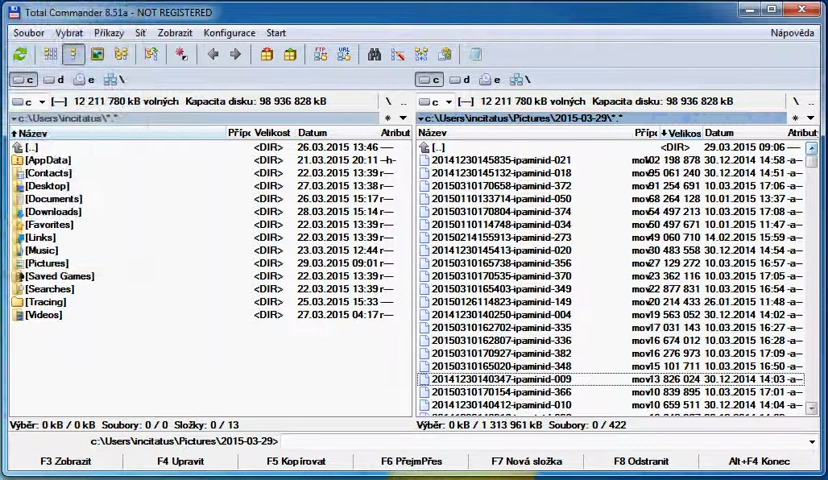 Total Commander 8.51a - NOT REGISTERED
Soubor Vybrat Příkazy Síť Zobrazit Konfigurace Start Nápověda
FTP URL
c d e \ c d e \
c [—] 12 211 780 kB volných Kapacita disku: 98 936 828 kB \ .. c [—] 12 211 780 kB volných Kapacita disku: 98 936 828 kB \ ..
c:\Users\incitatus\*.* * c:\Users\incitatus\Pictures\2015-03-29\*.* *
Název Přípo Velikost Datum Atribut Název Přípo Velikos Datum Atribut
[..] <DIR> 26.03.2015 13:46 — [..] <DIR> 29.03.2015 09:06 —
[AppData] <DIR> 21.03.2015 20:11 -h- 20141230145835-ipaminid-021 mov 102 198 878 30.12.2014 14:58 -a—
[Contacts] <DIR> 22.03.2015 13:39 r— 20141230145132-ipaminid-018 mov 95 061 240 30.12.2014 14:53 -a—
[Desktop] <DIR> 27.03.2015 13:38 r— 20150310170658-ipaminid-372 mov 91 254 691 10.03.2015 17:06 -a—
[Documents] <DIR> 26.03.2015 15:17 r— 20150110133714-ipaminid-050 mov 68 264 128 10.01.2015 13:37 -a—
[Downloads] <DIR> 28.03.2015 15:14 r— 20150310170804-ipaminid-374 mov 54 497 213 10.03.2015 17:08 -a—
[Favorites] <DIR> 22.03.2015 13:39 r— 20150110114748-ipaminid-034 mov 50 497 271 10.01.2015 11:47 -a—
[Links] <DIR> 22.03.2015 13:39 r— 20150214155913-ipaminid-273 mov 49 060 710 14.02.2015 15:59 -a—
[Music] <DIR> 23.03.2015 12:44 r— 20141230145413-ipaminid-020 mov 30 483 558 30.12.2014 14:54 -a—
[Pictures] <DIR> 29.03.2015 09:01 r— 20150310165738-ipaminid-356 mov 27 129 272 10.03.2015 16:57 -a—
[Saved Games] <DIR> 22.03.2015 13:39 r— 20150310170535-ipaminid-370 mov 23 362 116 10.03.2015 17:05 -a—
[Searches] <DIR> 22.03.2015 13:39 r— 20150310165403-ipaminid-349 mov 22 877 831 10.03.2015 16:54 -a—
[Tracing] <DIR> 25.03.2015 15:33 — 20150126114823-ipaminid-149 mov 20 214 433 26.01.2015 11:48 -a—
[Videos] <DIR> 22.03.2015 04:17 r— 20141230140250-ipaminid-004 mov 19 563 052 30.12.2014 14:03 -a—
20150310162702-ipaminid-335 mov 17 031 143 10.03.2015 16:27 -a—
20150310162808-ipaminid-336 mov 16 674 012 10.03.2015 16:28 -a—
20150310170927-ipaminid-382 mov 16 276 973 10.03.2015 17:09 -a—
20150310165020-ipaminid-348 mov 15 101 711 10.03.2015 16:50 -a—
20141230140347-ipaminid-009 mov 13 826 024 30.12.2014 14:03 -a—
20150310170154-ipaminid-366 mov 10 839 895 10.03.2015 17:01 -a—
20141230140412-ipaminid-010 mov 10 659 511 30.12.2014 14:04 -a—
Výběr: 0 kB / 0 kB Soubory: 0 / 0 Složky: 0 / 13 Výběr: 0 kB / 1 313 961 kB Soubory: 0 / 422
c:\Users\incitatus\Pictures\2015-03-29>
F3 Zobrazit F4 Upravit F5 Kopírovat F6 PřejmPřes F7 Nová složka F8 Odstranit Alt+F4 Konec